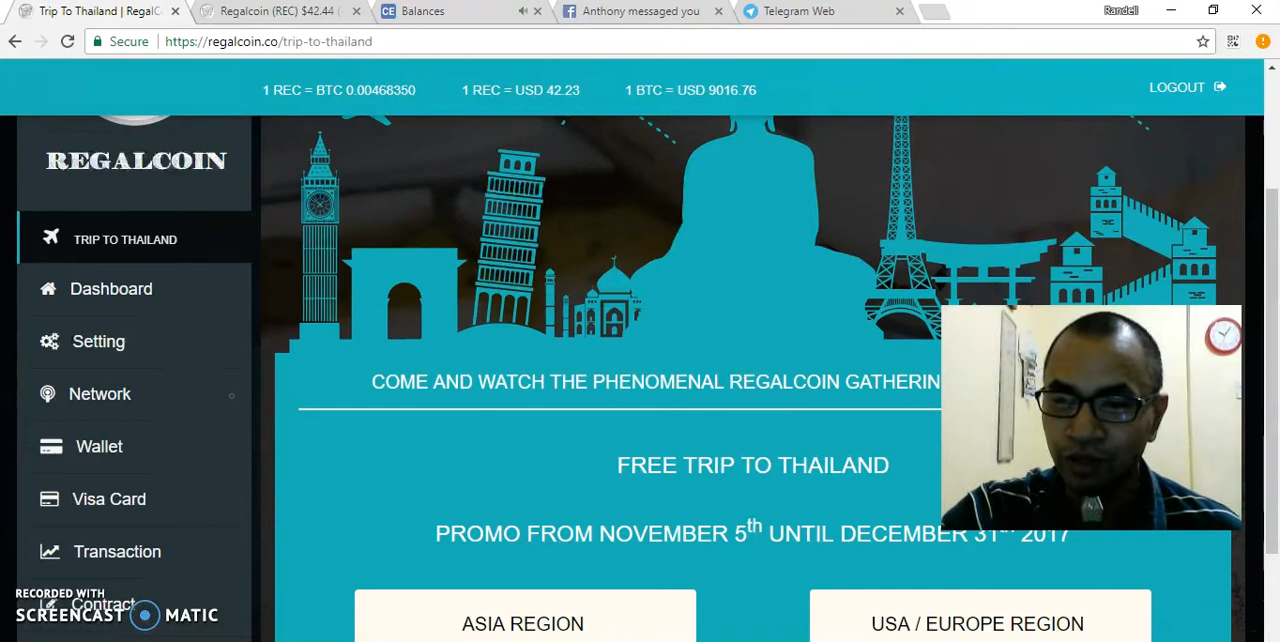 Trip To Thailand | RegalC
Regalcoin (REC) $42.44 (
CE Balances
Anthony messaged you
Telegram Web
Randell
Secure https://regalcoin.co/trip-to-thailand
1 REC = BTC 0.00468350
1 REC = USD 42.23
1 BTC = USD 9016.76
LOGOUT
REGALCOIN
TRIP TO THAILAND
Dashboard
Setting
Network
Wallet
Visa Card
Transaction
Contract
COME AND WATCH THE PHENOMENAL REGALCOIN GATHERIN
FREE TRIP TO THAILAND
PROMO FROM NOVEMBER 5th UNTIL DECEMBER 31th 2017
ASIA REGION
USA / EUROPE REGION
RECORDED WITH
SCREENCAST MATIC